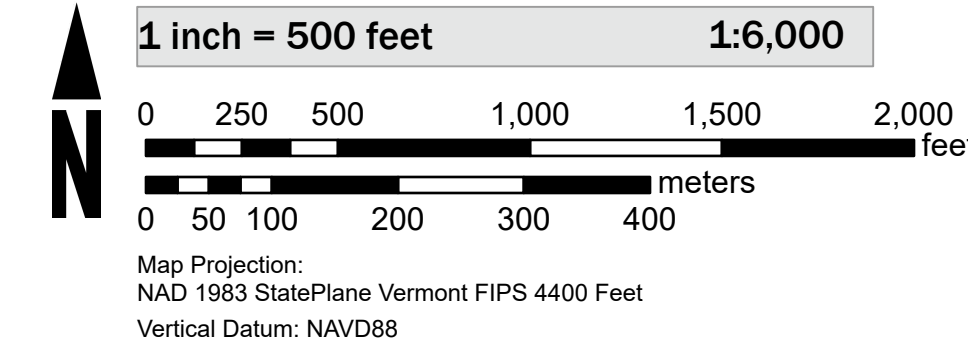 1 inch = 500 feet 1:6,000
0 250 500 1,000 1,500 2,000
feet
meters
0 50 100 200 300 400
N
Map Projection:
NAD 1983 StatePlane Vermont FIPS 4400 Feet
Vertical Datum: NAVD88